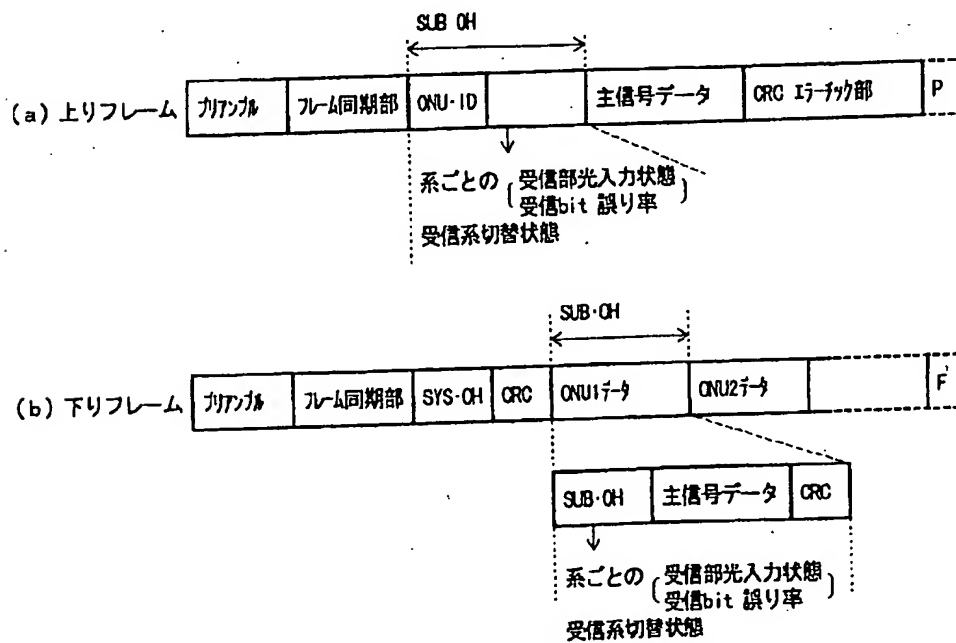 SUB OH
(a) 上りフレーム プリアンブル フレーム同期部 ONU・ID 主信号データ CRC エラーチック部 P
系ごとの ( 受信部光入力状態 )
受信bit 誤り率
受信系切替状態
SUB・OH
(b) 下りフレーム プリアンブル フレーム同期部 SYS-OH CRC ONU1データ ONU2データ F'
SUB・OH 主信号データ CRC
系ごとの ( 受信部光入力状態 )
受信bit 誤り率
受信系切替状態